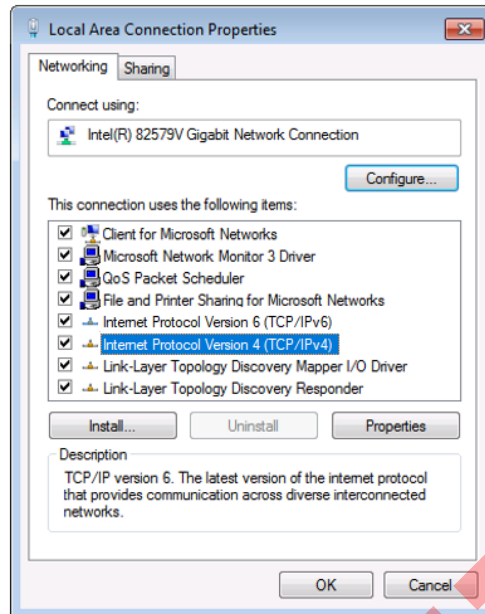 Local Area Connection Properties
Networking
Sharing
Connect using:
Intel(R) 82579V Gigabit Network Connection
Configure...
This connection uses the following items:
Client for Microsoft Networks
Microsoft Network Monitor 3 Driver
QoS Packet Scheduler
File and Printer Sharing for Microsoft Networks
Internet Protocol Version 6 (TCP/IPv6)
Internet Protocol Version 4 (TCP/IPv4)
Link-Layer Topology Discovery Mapper I/O Driver
Link-Layer Topology Discovery Responder
Install...
Uninstall
Properties
Description
TCP/IP version 6. The latest version of the internet protocol
that provides communication across diverse interconnected
networks.
OK
Cancel